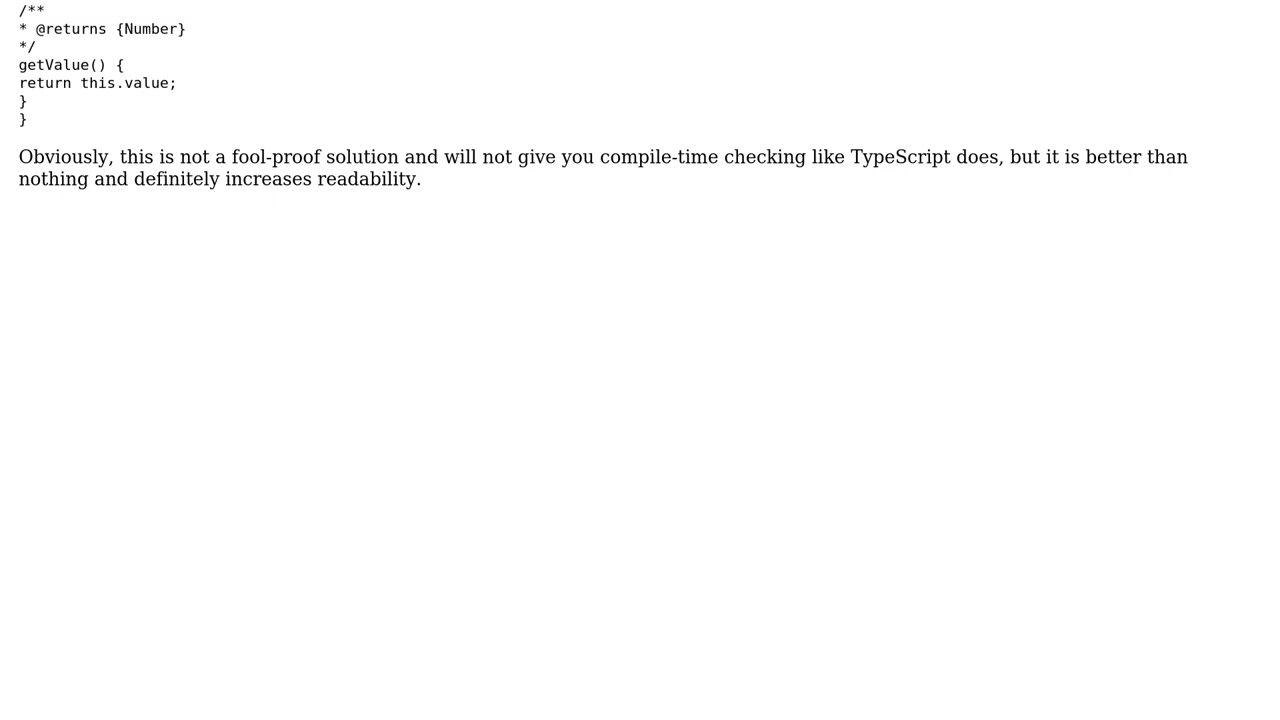 /**
* @returns {Number}
*/
getValue() {
return this.value;
}
}
Obviously, this is not a fool-proof solution and will not give you compile-time checking like TypeScript does, but it is better than
nothing and definitely increases readability.